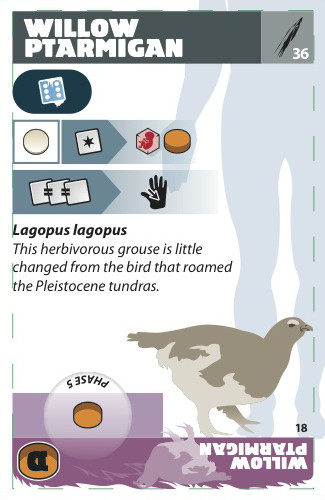 WILLOW
PTARMIGAN
36
Lagopus lagopus
This herbivorous grouse is little
changed from the bird that roamed
the Pleistocene tundras.
PHASE 5
18
WILLOW
PTARMIGAN
D